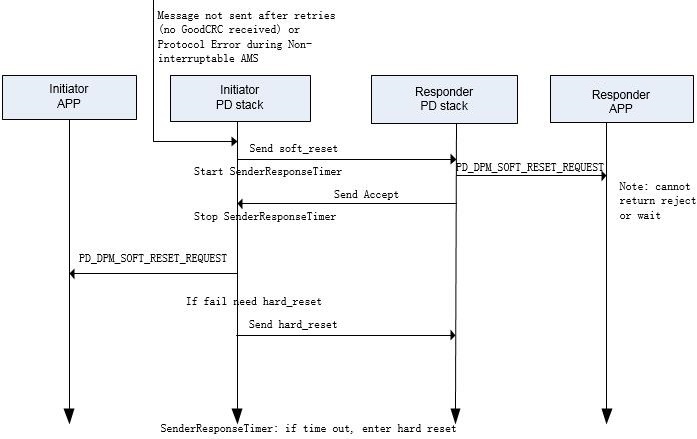 Message not sent after retries
(no GoodCRC received) or
Protocol Error during Non-
interruptable AMS
Initiator
APP
Initiator
PD stack
Responder
PD stack
Responder
APP
Send soft_reset
Start SenderResponseTimer
PD_DPM_SOFT_RESET_REQUEST
Note: cannot
return reject
or wait
Send Accept
Stop SenderResponseTimer
PD_DPM_SOFT_RESET_REQUEST
If fail need hard_reset
Send hard_reset
SenderResponseTimer: if time out, enter hard reset